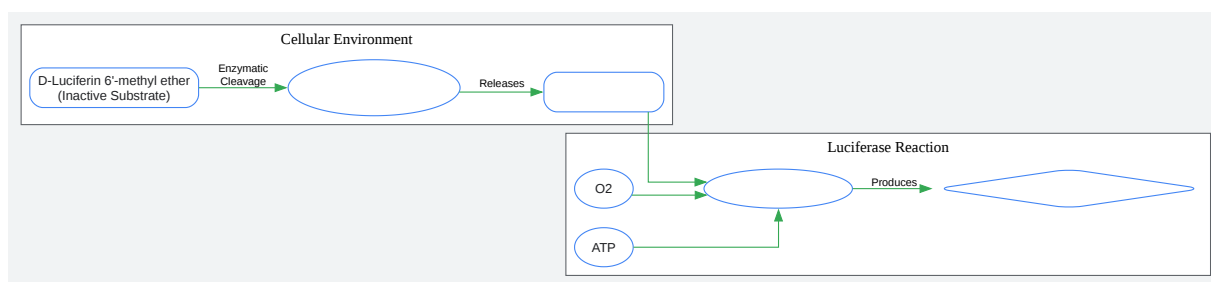 Cellular Environment
D-Luciferin 6'-methyl ether
(Inactive Substrate)
Enzymatic
Cleavage
Releases
Luciferase Reaction
O2
Produces
ATP